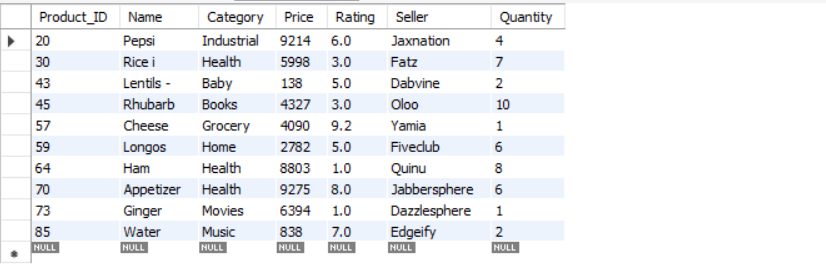 Product_ID Name Category Price Rating Seller Quantity
20 Pepsi Industrial 9214 6.0 Jaxnation 4
30 Rice i Health 5998 3.0 Fatz 7
43 Lentils - Baby 138 5.0 Dabvine 2
45 Rhubarb Books 4327 3.0 Oloo 10
57 Cheese Grocery 4090 9.2 Yamia 1
59 Longos Home 2782 5.0 Fiveclub 6
64 Ham Health 8803 1.0 Quinu 8
70 Appetizer Health 9275 8.0 Jabbersphere 6
73 Ginger Movies 6394 1.0 Dazzlesphere 1
85 Water Music 838 7.0 Edgeify 2
NULL NULL NULL NULL NULL NULL NULL